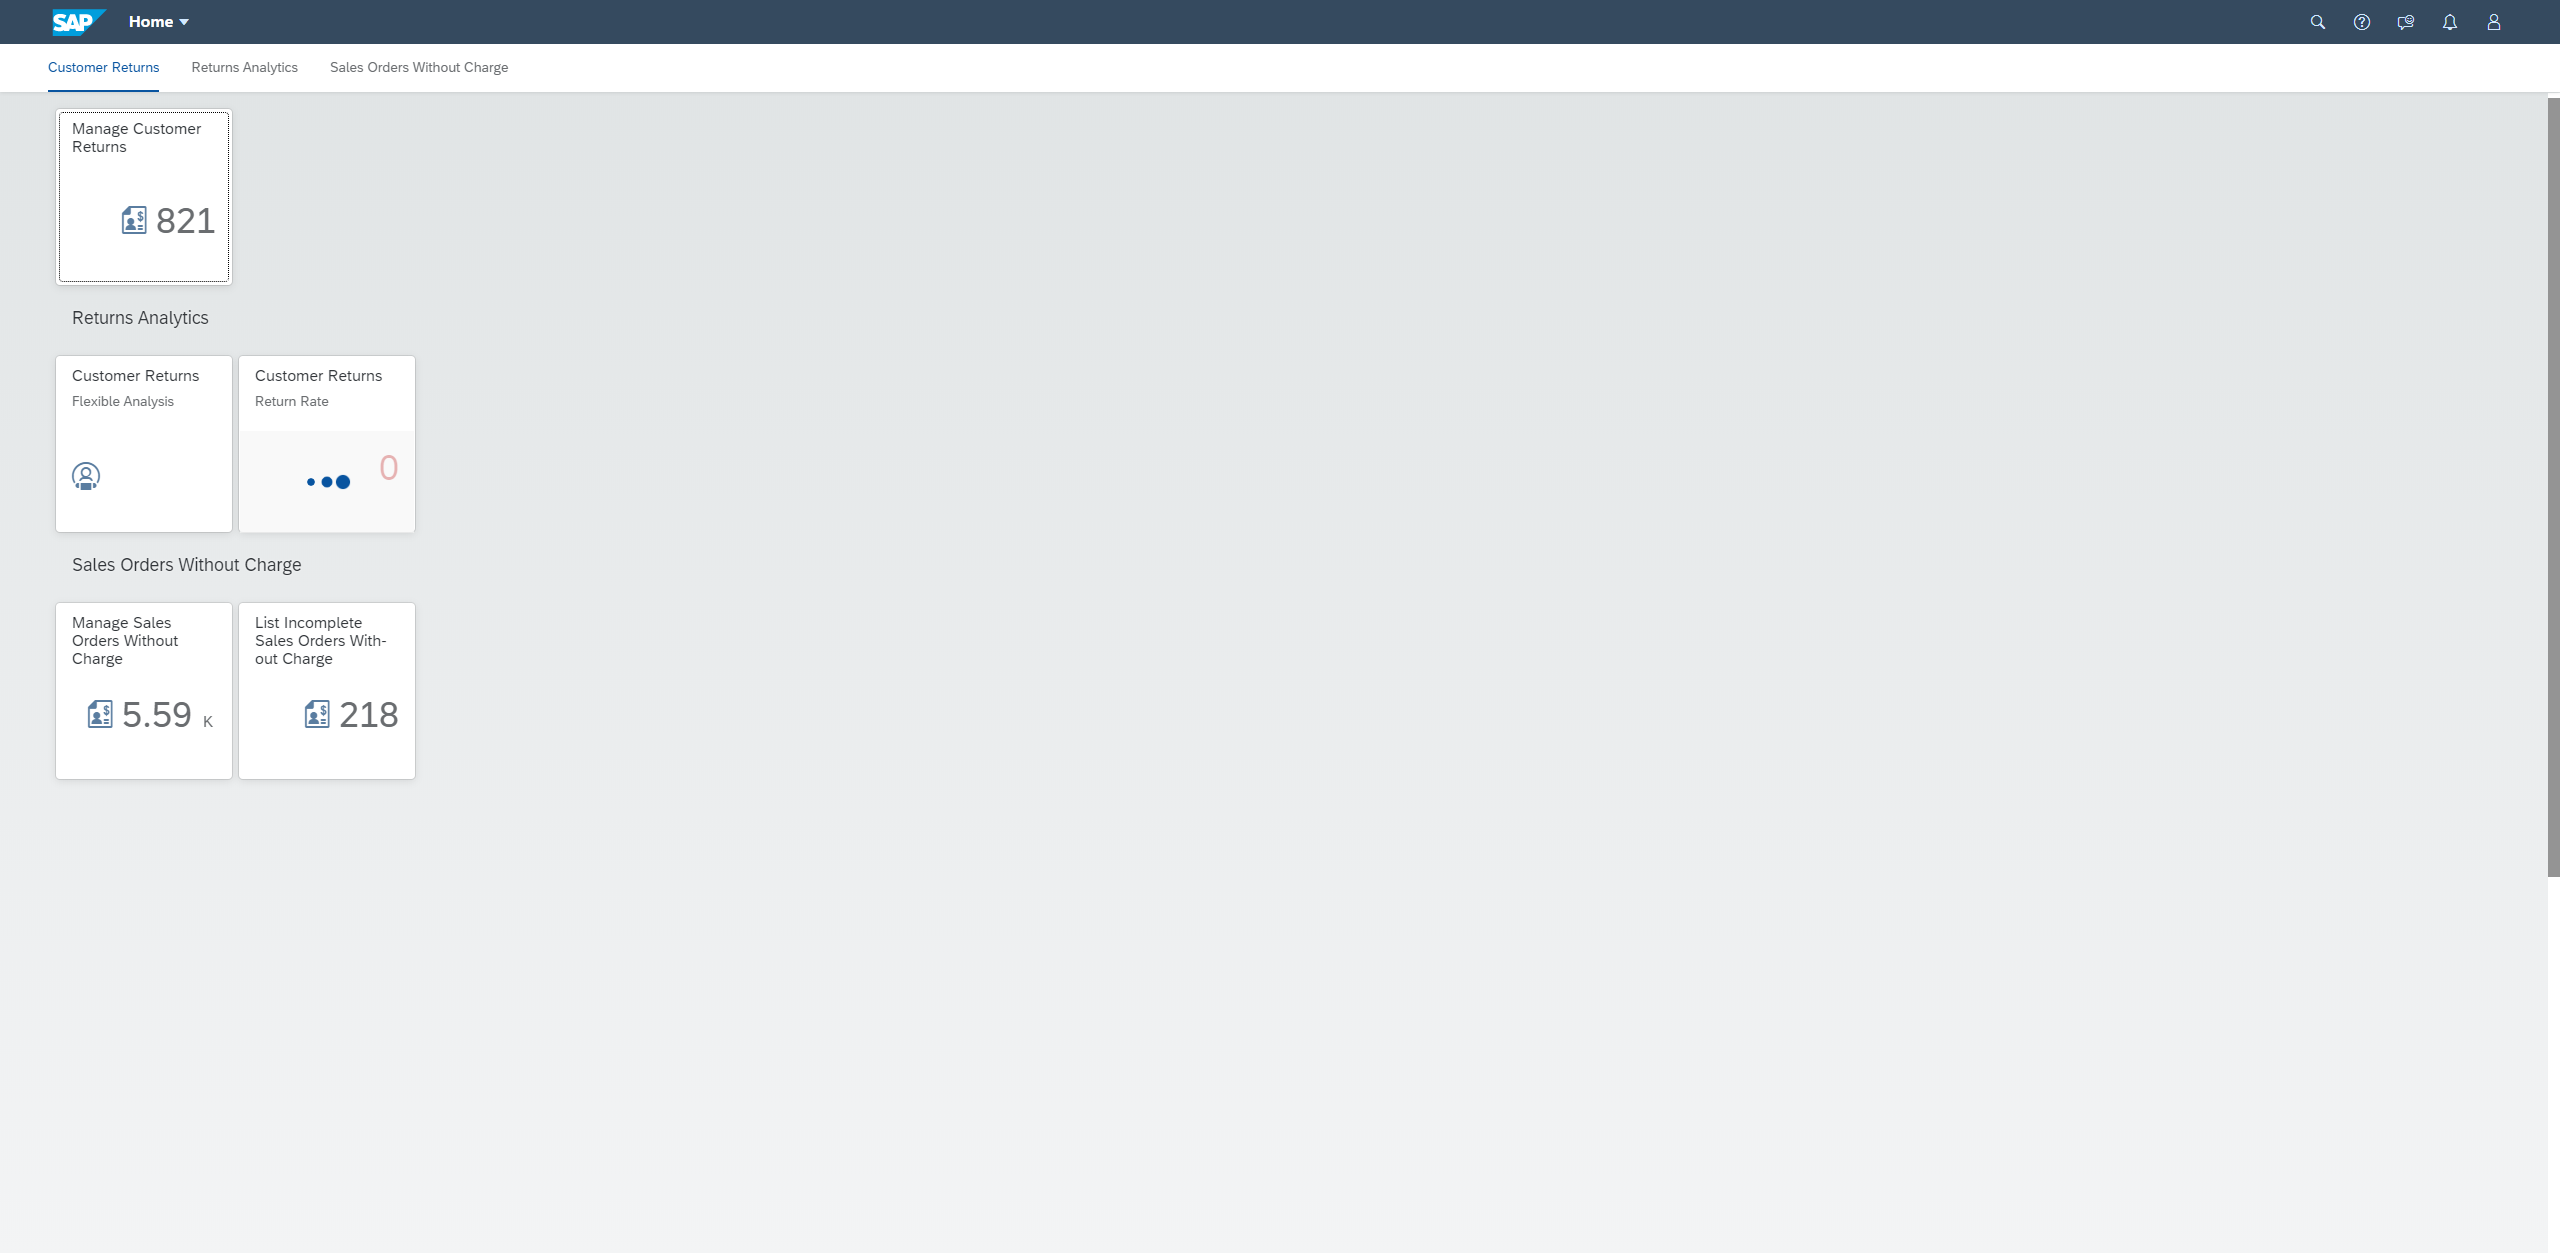 SAP Home
Customer Returns Returns Analytics Sales Orders Without Charge
Manage Customer
Returns
821
Returns Analytics
Customer Returns
Flexible Analysis
Customer Returns
Return Rate
0
Sales Orders Without Charge
Manage Sales
Orders Without
Charge
5.59 K
List Incomplete
Sales Orders With-
out Charge
218